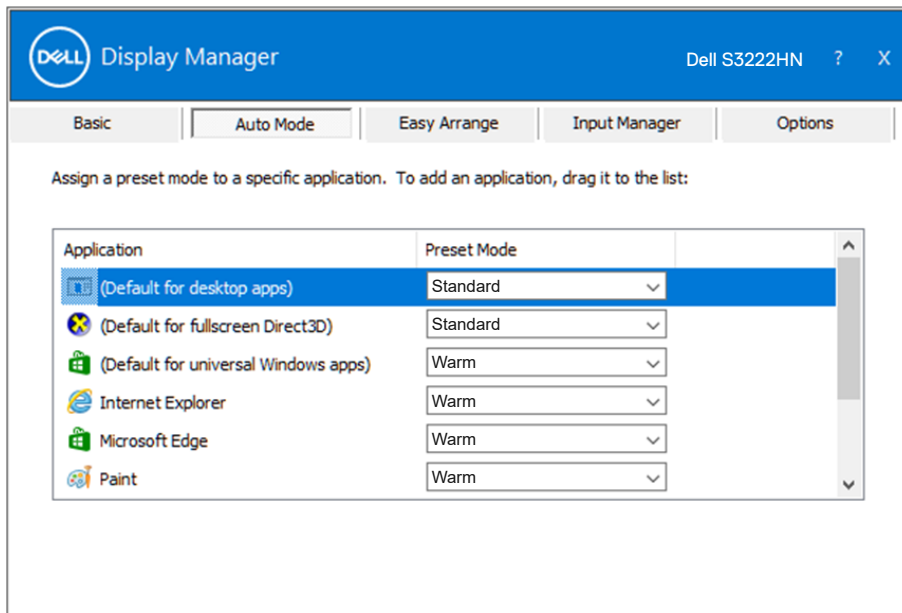 DELL Display Manager Dell S3222HN ? X
Basic Auto Mode Easy Arrange Input Manager Options
Assign a preset mode to a specific application. To add an application, drag it to the list:
Application Preset Mode
(Default for desktop apps) Standard
(Default for fullscreen Direct3D) Standard
(Default for universal Windows apps) Warm
Internet Explorer Warm
Microsoft Edge Warm
Paint Warm